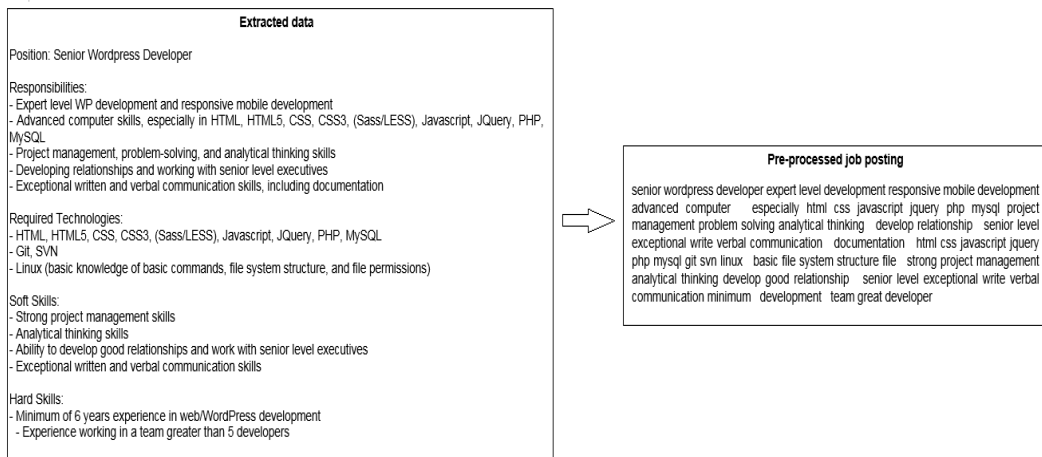 Extracted data
Position: Senior Wordpress Developer
Responsibilities:
- Expert level WP development and responsive mobile development
- Advanced computer skills, especially in HTML, HTML5, CSS, CSS3, (Sass/LESS), Javascript, JQuery, PHP,
MySQL
- Project management, problem-solving, and analytical thinking skills
- Developing relationships and working with senior level executives
- Exceptional written and verbal communication skills, including documentation
Required Technologies:
- HTML, HTML5, CSS, CSS3, (Sass/LESS), Javascript, JQuery, PHP, MySQL
- Git, SVN
- Linux (basic knowledge of basic commands, file system structure, and file permissions)
Soft Skills:
- Strong project management skills
- Analytical thinking skills
- Ability to develop good relationships and work with senior level executives
- Exceptional written and verbal communication skills
Hard Skills:
- Minimum of 6 years experience in web/WordPress development
- Experience working in a team greater than 5 developers
Pre-processed job posting
senior wordpress developer expert level development responsive mobile development
advanced computer especially html css javascript jquery php mysql project
management problem solving analytical thinking develop relationship senior level
exceptional write verbal communication documentation html css javascript jquery
php mysql git svn linux basic file system structure file strong project management
analytical thinking develop good relationship senior level exceptional write verbal
communication minimum development team great developer